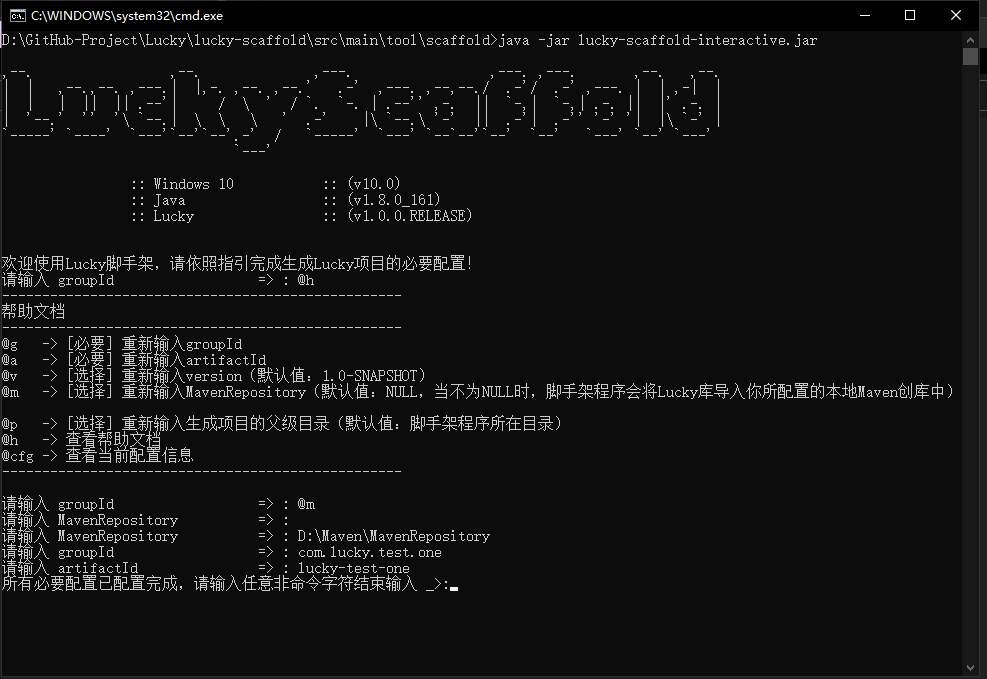 C:\WINDOWS\system32\cmd.exe
D:\GitHub-Project\Lucky\lucky-scaffold\src\main\tool\scaffold>java -jar lucky-scaffold-interactive.jar
Lucky Scaffold
:: Windows 10 :: (v10.0)
:: Java :: (v1.8.0_161)
:: Lucky :: (v1.0.0.RELEASE)
欢迎使用Lucky脚手架，请依照指引完成生成Lucky项目的必要配置！
请输入 groupId => : @h
--------------------------------------------------
帮助文档
--------------------------------------------------
@g -> [必要] 重新输入groupId
@a -> [必要] 重新输入artifactId
@v -> [选择] 重新输入version（默认值：1.0-SNAPSHOT）
@m -> [选择] 重新输入MavenRepository（默认值：NULL，当不为NULL时，脚手架程序会将Lucky库导入你所配置的本地Maven创库中）
@p -> [选择] 重新输入生成项目的父级目录（默认值：脚手架程序所在目录）
@h -> 查看帮助文档
@cfg -> 查看当前配置信息
--------------------------------------------------
请输入 groupId => : @m
请输入 MavenRepository => :
请输入 MavenRepository => : D:\Maven\MavenRepository
请输入 groupId => : com.lucky.test.one
请输入 artifactId => : lucky-test-one
所有必要配置已配置完成，请输入任意非命令字符结束输入 _>: